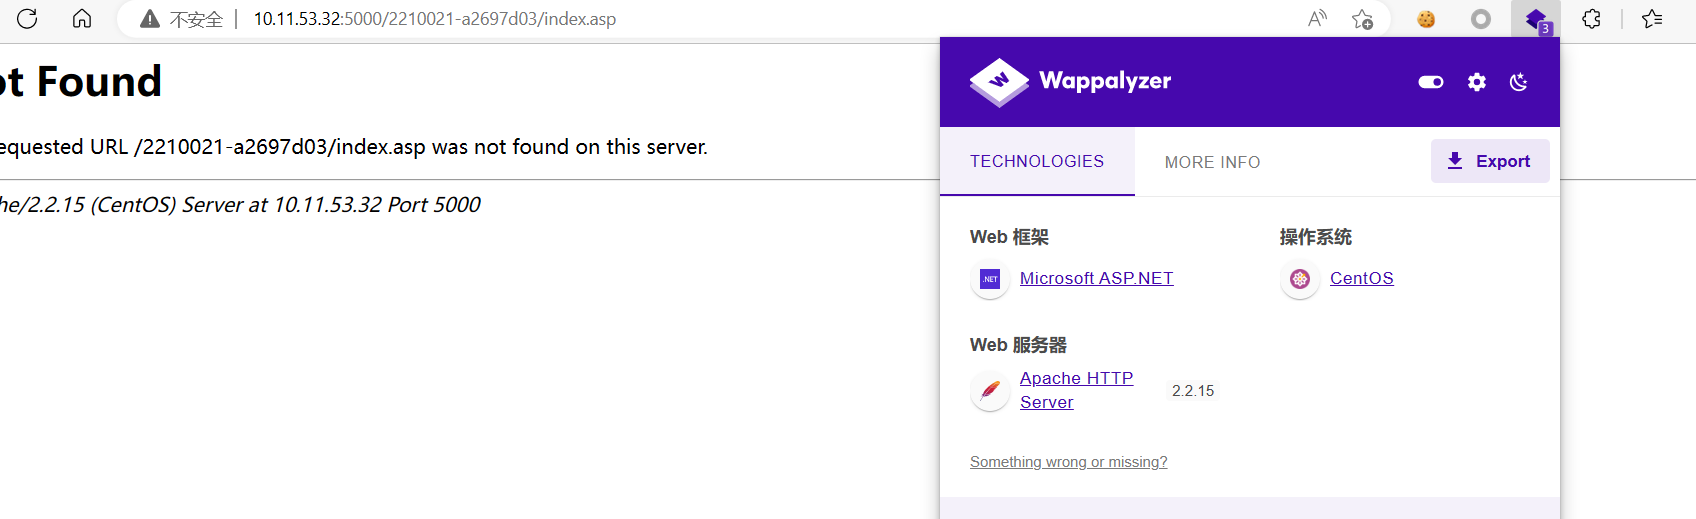 不安全 10.11.53.32:5000/2210021-a2697d03/index.asp
3
ot Found
equested URL /2210021-a2697d03/index.asp was not found on this server.
he/2.2.15 (CentOS) Server at 10.11.53.32 Port 5000
Wappalyzer
TECHNOLOGIES
MORE INFO
Export
Web 框架
操作系统
.NET Microsoft ASP.NET
CentOS
Web 服务器
Apache HTTP
Server
2.2.15
Something wrong or missing?